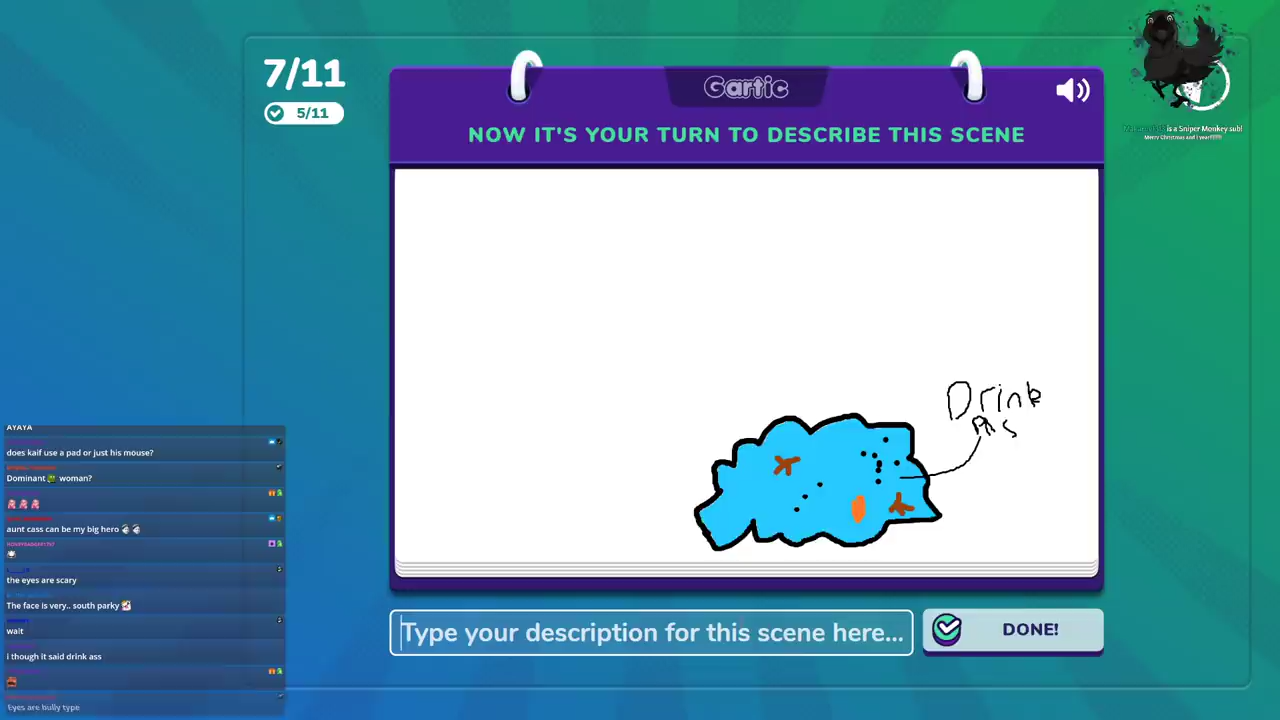 7/11
5/11
Gartic
NOW IT'S YOUR TURN TO DESCRIBE THIS SCENE
is a Sniper Monkey sub!
Drink
Type your description for this scene here...
DONE!
AYAYA
does kaif use a pad or just his mouse?
Dominant woman?
aunt cass can be my big hero
the eyes are scary
The face is very.. south parky
wait
i though it said drink ass
Eyes are bully type